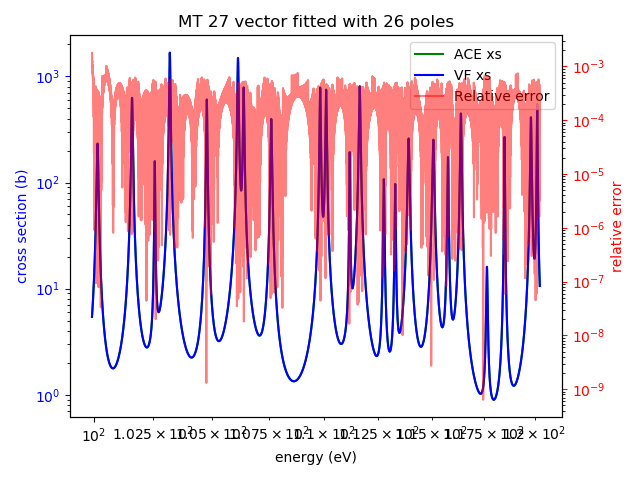 MT 27 vector fitted with 26 poles
ACE xs
VF xs
Relative error
cross section (b)
10³
10²
10¹
10⁰
10⁻³
10⁻⁴
10⁻⁵
10⁻⁶
10⁻⁷
10⁻⁸
10⁻⁹
relative error
10² 1.025 × 10² 1.05 × 10² 1.075 × 10² 1.1 × 10² 1.125 × 10² 1.15 × 10² 1.175 × 10² 1.2 × 10²
energy (eV)